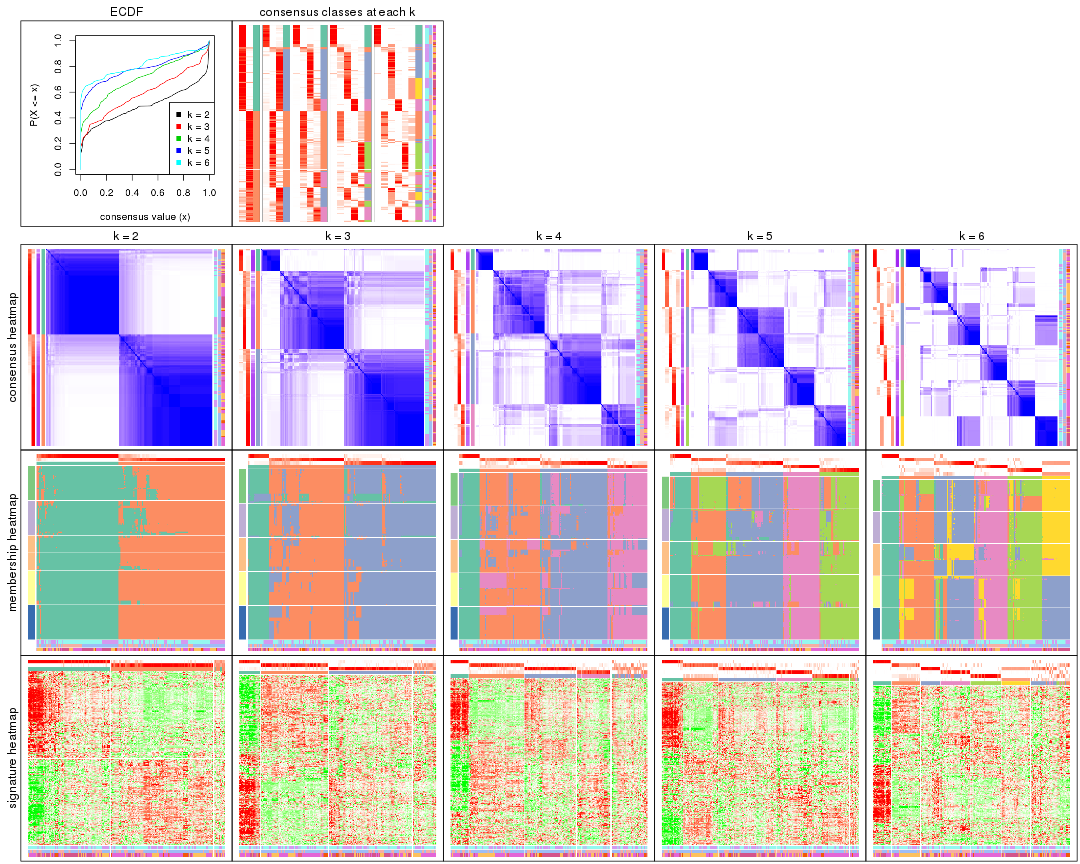 ECDF
consensus classes at each k
P(X <= x)
0.0 0.2 0.4 0.6 0.8 1.0
k = 2
k = 3
k = 4
k = 5
k = 6
0.0 0.2 0.4 0.6 0.8 1.0
consensus value (x)
k = 2 k = 3 k = 4 k = 5 k = 6
consensus heatmap
membership heatmap
signature heatmap